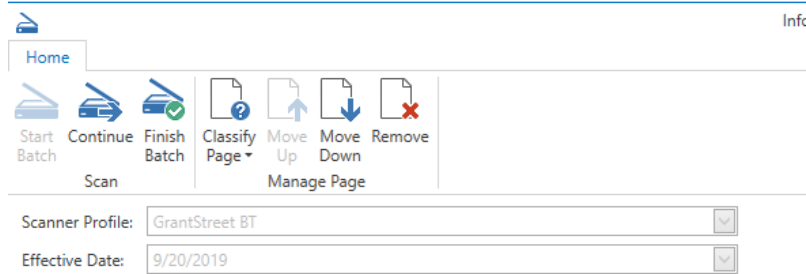 Info
Home
Start Batch
Continue
Finish Batch
Classify Page
Move Up
Move Down
Remove
Scan
Manage Page
Scanner Profile: GrantStreet BT
Effective Date: 9/20/2019